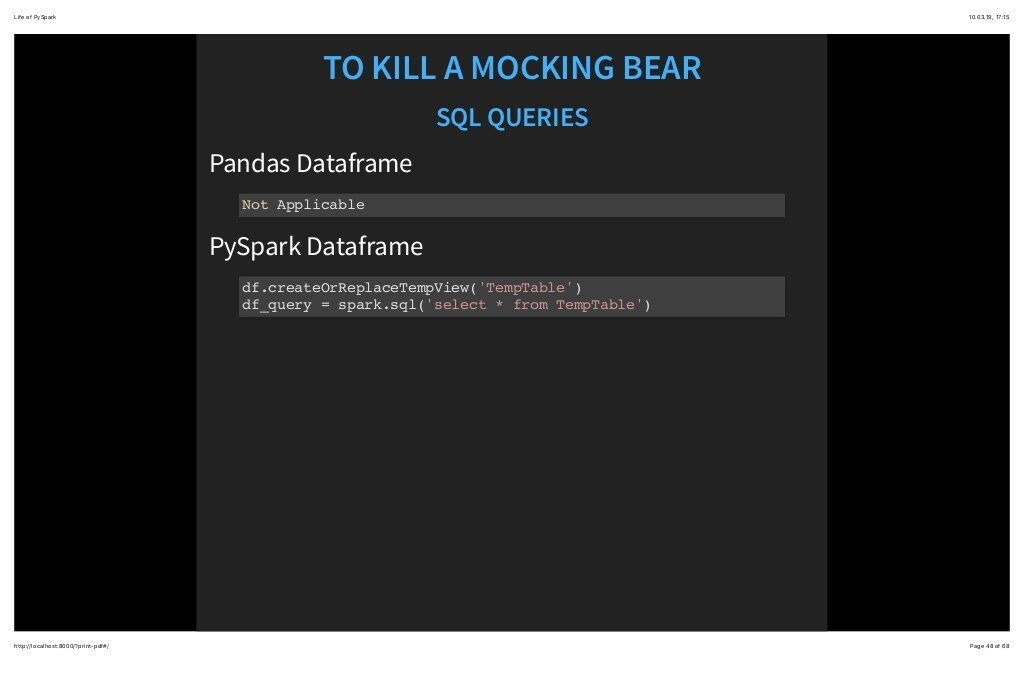 Life of PySpark
10.03.19, 17:15
TO KILL A MOCKING BEAR
SQL QUERIES
Pandas Dataframe
Not Applicable
PySpark Dataframe
df.createOrReplaceTempView('TempTable')
df_query = spark.sql('select * from TempTable')
http://localhost:8000/?print-pdf#/
Page 48 of 68